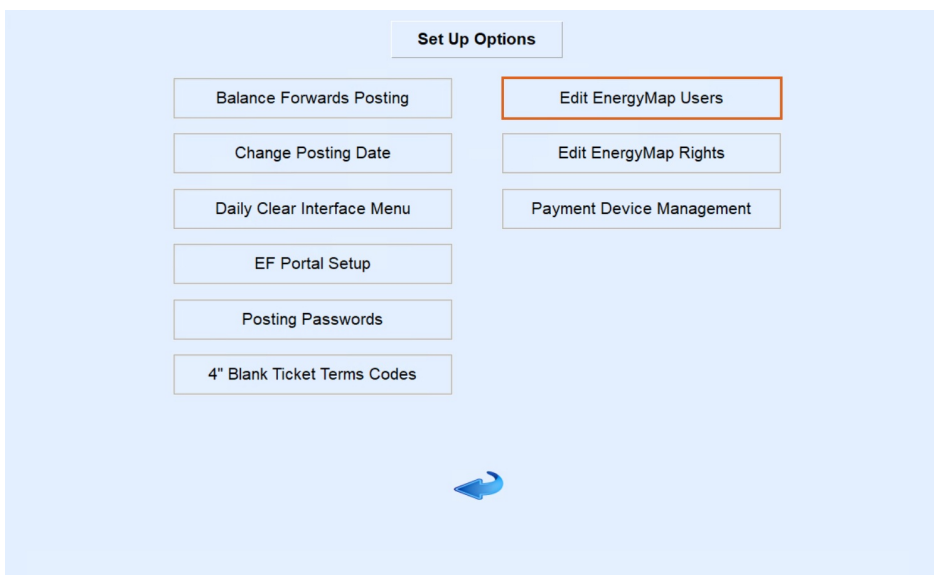 Set Up Options
Balance Forwards Posting
Change Posting Date
Daily Clear Interface Menu
EF Portal Setup
Posting Passwords
4" Blank Ticket Terms Codes
Edit EnergyMap Users
Edit EnergyMap Rights
Payment Device Management